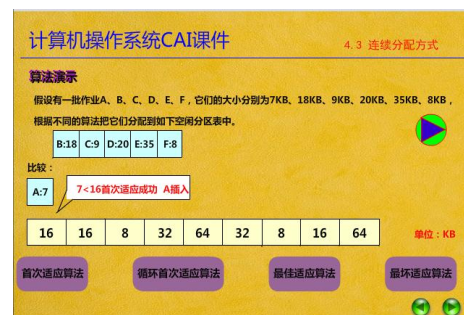 计算机操作系统CAI课件
4.3 连续分配方式
算法演示
假设有一批作业A、B、C、D、E、F，它们的大小分别为7KB、18KB、9KB、20KB、35KB、8KB，
根据不同的算法把它们分配到如下空闲分区表中。
B:18 C:9 D:20 E:35 F:8
比较：
A:7
7<16首次适应成功 A插入
16 16 8 32 64 32 8 16 64
单位：KB
首次适应算法 循环首次适应算法 最佳适应算法 最坏适应算法